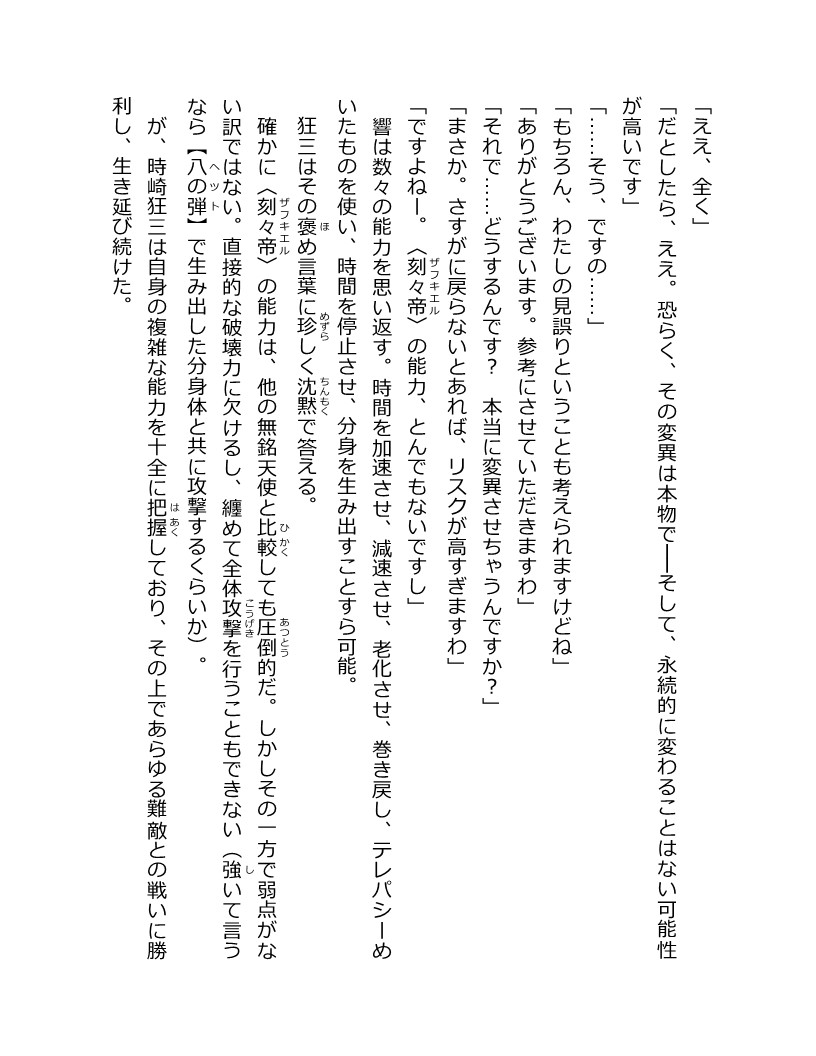 「ええ、全く」
「だとしたら、ええ。恐らく、その変異は本物で──そして、永続的に変わることはない可能性
が高いです」
「……そう、ですの……」
「もちろん、わたしの見誤りということも考えられますけどね」
「ありがとうございます。参考にさせていただきますわ」
「それで……どうするんです？　本当に変異させちゃうんですか？」
「まさか。さすがに戻らないとあれば、リスクが高すぎますわ」
「ですよねー。〈刻々帝〉の能力、とんでもないですし」
響は数々の能力を思い返す。時間を加速させ、減速させ、老化させ、巻き戻し、テレパシーめ
いたものを使い、時間を停止させ、分身を生み出すことすら可能。
狂三はその褒め言葉に珍しく沈黙で答える。
確かに〈刻々帝〉の能力は、他の無銘天使と比較しても圧倒的だ。しかしその一方で弱点がな
い訳ではない。直接的な破壊力に欠けるし、纏めて全体攻撃を行うこともできない（強いて言う
なら【八の弾】で生み出した分身体と共に攻撃するくらいか）。
が、時崎狂三は自身の複雑な能力を十全に把握しており、その上であらゆる難敵との戦いに勝
利し、生き延び続けた。